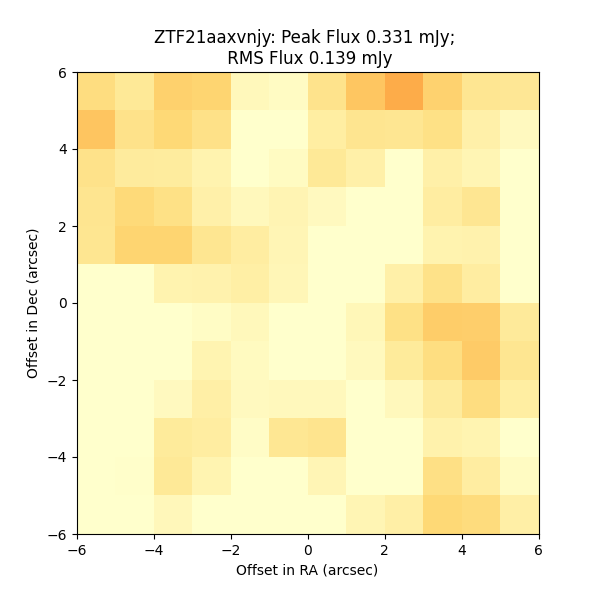 ZTF21aaxvnjy: Peak Flux 0.331 mJy;
RMS Flux 0.139 mJy
6
4
2
0
−2
−4
−6
Offset in Dec (arcsec)
−6 −4 −2 0 2 4 6
Offset in RA (arcsec)